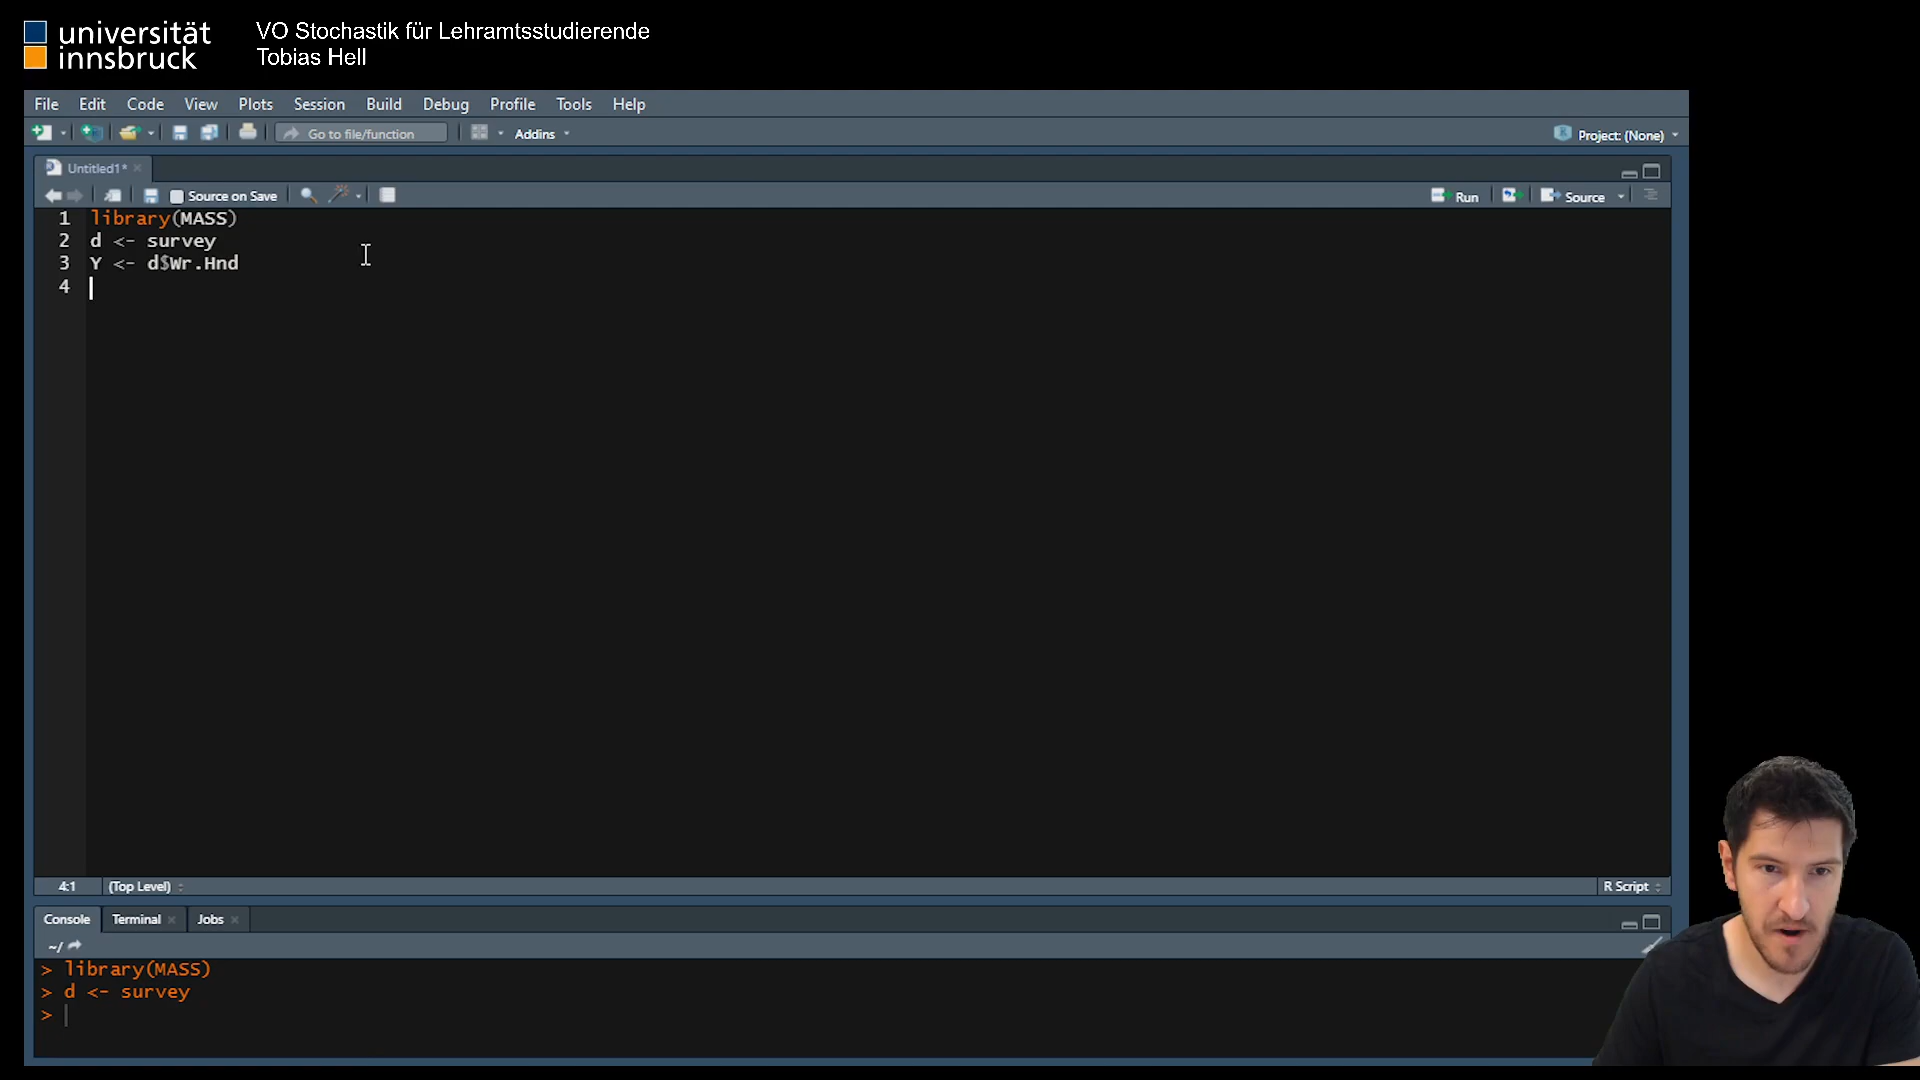 universität
innsbruck
VO Stochastik für Lehramtsstudierende
Tobias Hell
File Edit Code View Plots Session Build Debug Profile Tools Help
Go to file/function Addins Project: (None)
Untitled1*
Source on Save Run Source
1 library(MASS)
2 d <- survey
3 Y <- d$Wr.Hnd
4
4:1 (Top Level) R Script
Console Terminal Jobs
~/
> library(MASS)
> d <- survey
>